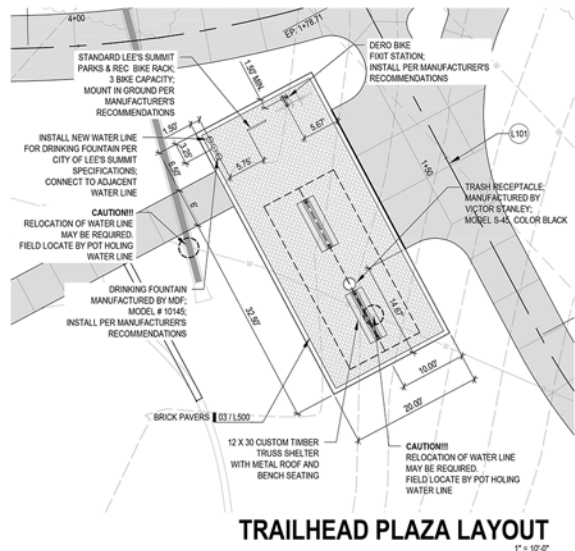 4+00
EP: 1+78.71
STANDARD LEE'S SUMMIT
PARKS & REC BIKE RACK;
3 BIKE CAPACITY;
MOUNT IN GROUND PER
MANUFACTURER'S
RECOMMENDATIONS
DERO BIKE
FIXIT STATION;
INSTALL PER MANUFACTURER'S
RECOMMENDATIONS
1.50' MIN.
1.50'
3.25'
6.50'
5.75'
5.67'
6'
INSTALL NEW WATER LINE
FOR DRINKING FOUNTAIN PER
CITY OF LEE'S SUMMIT
SPECIFICATIONS;
CONNECT TO ADJACENT
WATER LINE
L101
1+50
CAUTION!!!
RELOCATION OF WATER LINE
MAY BE REQUIRED.
FIELD LOCATE BY POT HOLING
WATER LINE
TRASH RECEPTACLE;
MANUFACTURED BY
VICTOR STANLEY;
MODEL S-45, COLOR BLACK
DRINKING FOUNTAIN
MANUFACTURED BY MDF;
MODEL # 10145;
INSTALL PER MANUFACTURER'S
RECOMMENDATIONS
32.50'
14.67'
10.00'
20.00'
BRICK PAVERS 03 / L500
12 X 30 CUSTOM TIMBER
TRUSS SHELTER
WITH METAL ROOF AND
BENCH SEATING
CAUTION!!!
RELOCATION OF WATER LINE
MAY BE REQUIRED.
FIELD LOCATE BY POT HOLING
WATER LINE
TRAILHEAD PLAZA LAYOUT
1" = 10'-0"